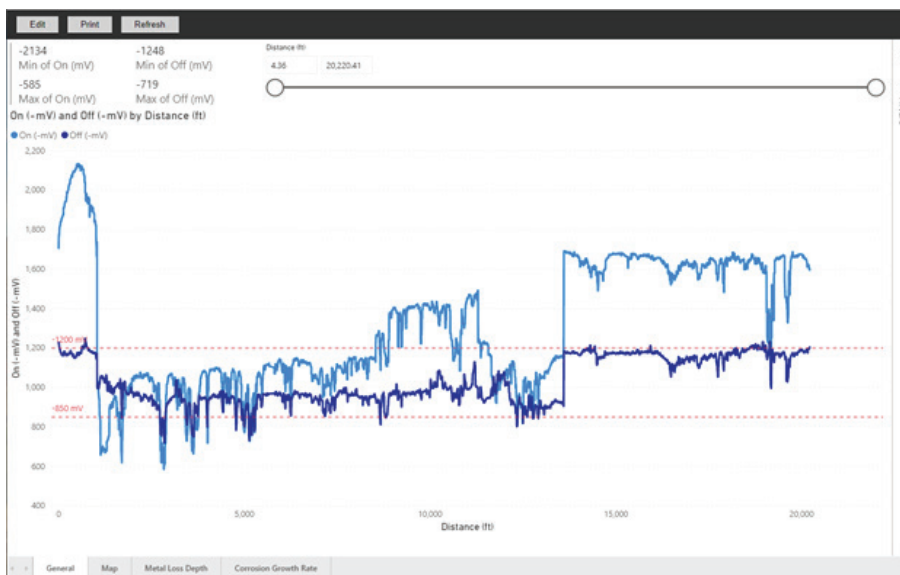 Edit Print Refresh
-2134 -1248
Min of On (mV) Min of Off (mV)
-585 -719
Max of On (mV) Max of Off (mV)
Distance (ft)
4.36 20,220.41
On (-mV) and Off (-mV) by Distance (ft)
On (-mV) Off (-mV)
2,200
2,000
1,800
1,600
1,400
1,200
1,000
800
600
400
On (-mV) and Off (-mV)
-1200 mV
-850 mV
0 5,000 10,000 15,000 20,000
Distance (ft)
General Map Metal Loss Depth Corrosion Growth Rate